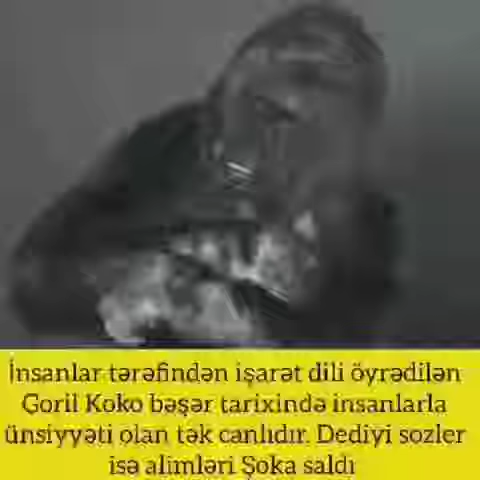 İnsanlar tərəfindən işarət dili öyrədilən
Goril Koko bəşər tarixində insanlarla
ünsiyyəti olan tək canlıdır. Dediyi sozler
isə alimləri Şoka saldı